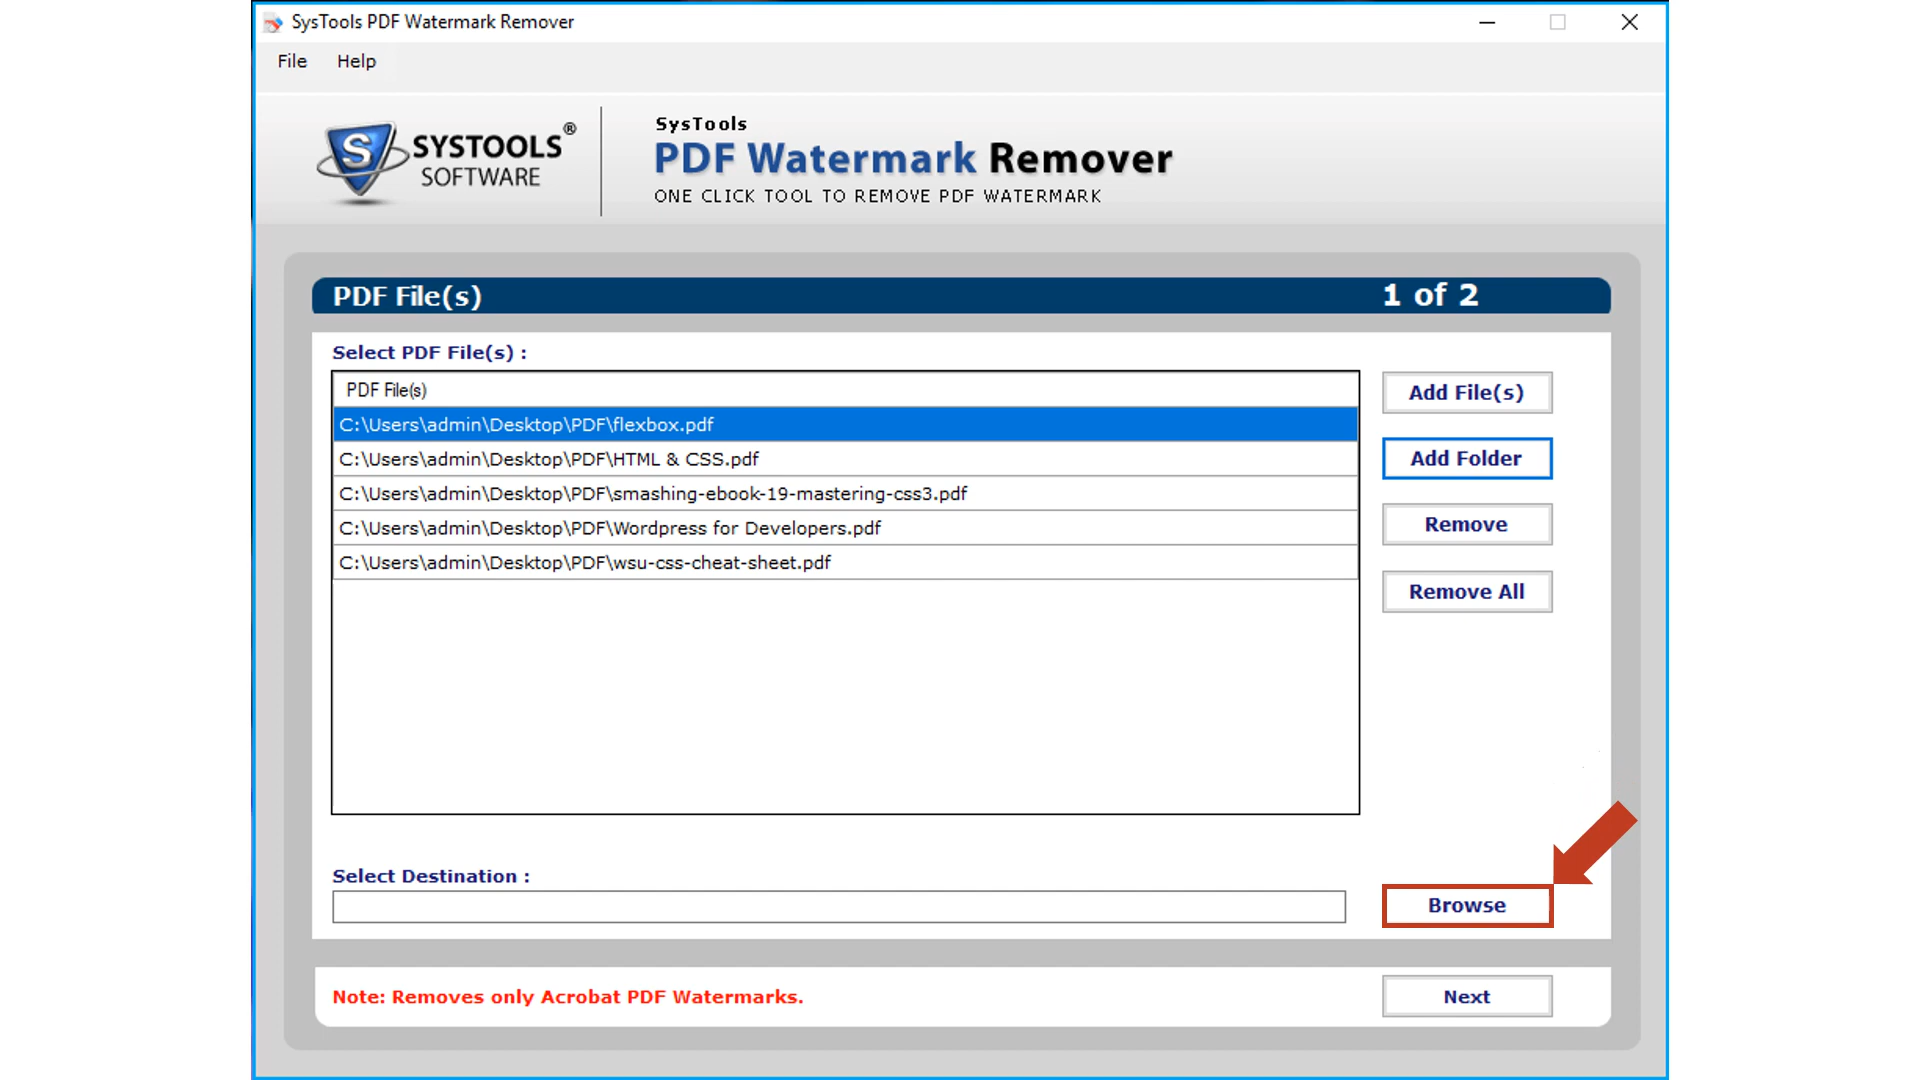 SysTools PDF Watermark Remover
File Help
SYSTOOLS®
SOFTWARE
SysTools
PDF Watermark Remover
ONE CLICK TOOL TO REMOVE PDF WATERMARK
PDF File(s) 1 of 2
Select PDF File(s) :
PDF File(s)
C:\Users\admin\Desktop\PDF\flexbox.pdf
C:\Users\admin\Desktop\PDF\HTML & CSS.pdf
C:\Users\admin\Desktop\PDF\smashing-ebook-19-mastering-css3.pdf
C:\Users\admin\Desktop\PDF\Wordpress for Developers.pdf
C:\Users\admin\Desktop\PDF\wsu-css-cheat-sheet.pdf
Add File(s)
Add Folder
Remove
Remove All
Select Destination :
Browse
Note: Removes only Acrobat PDF Watermarks.
Next